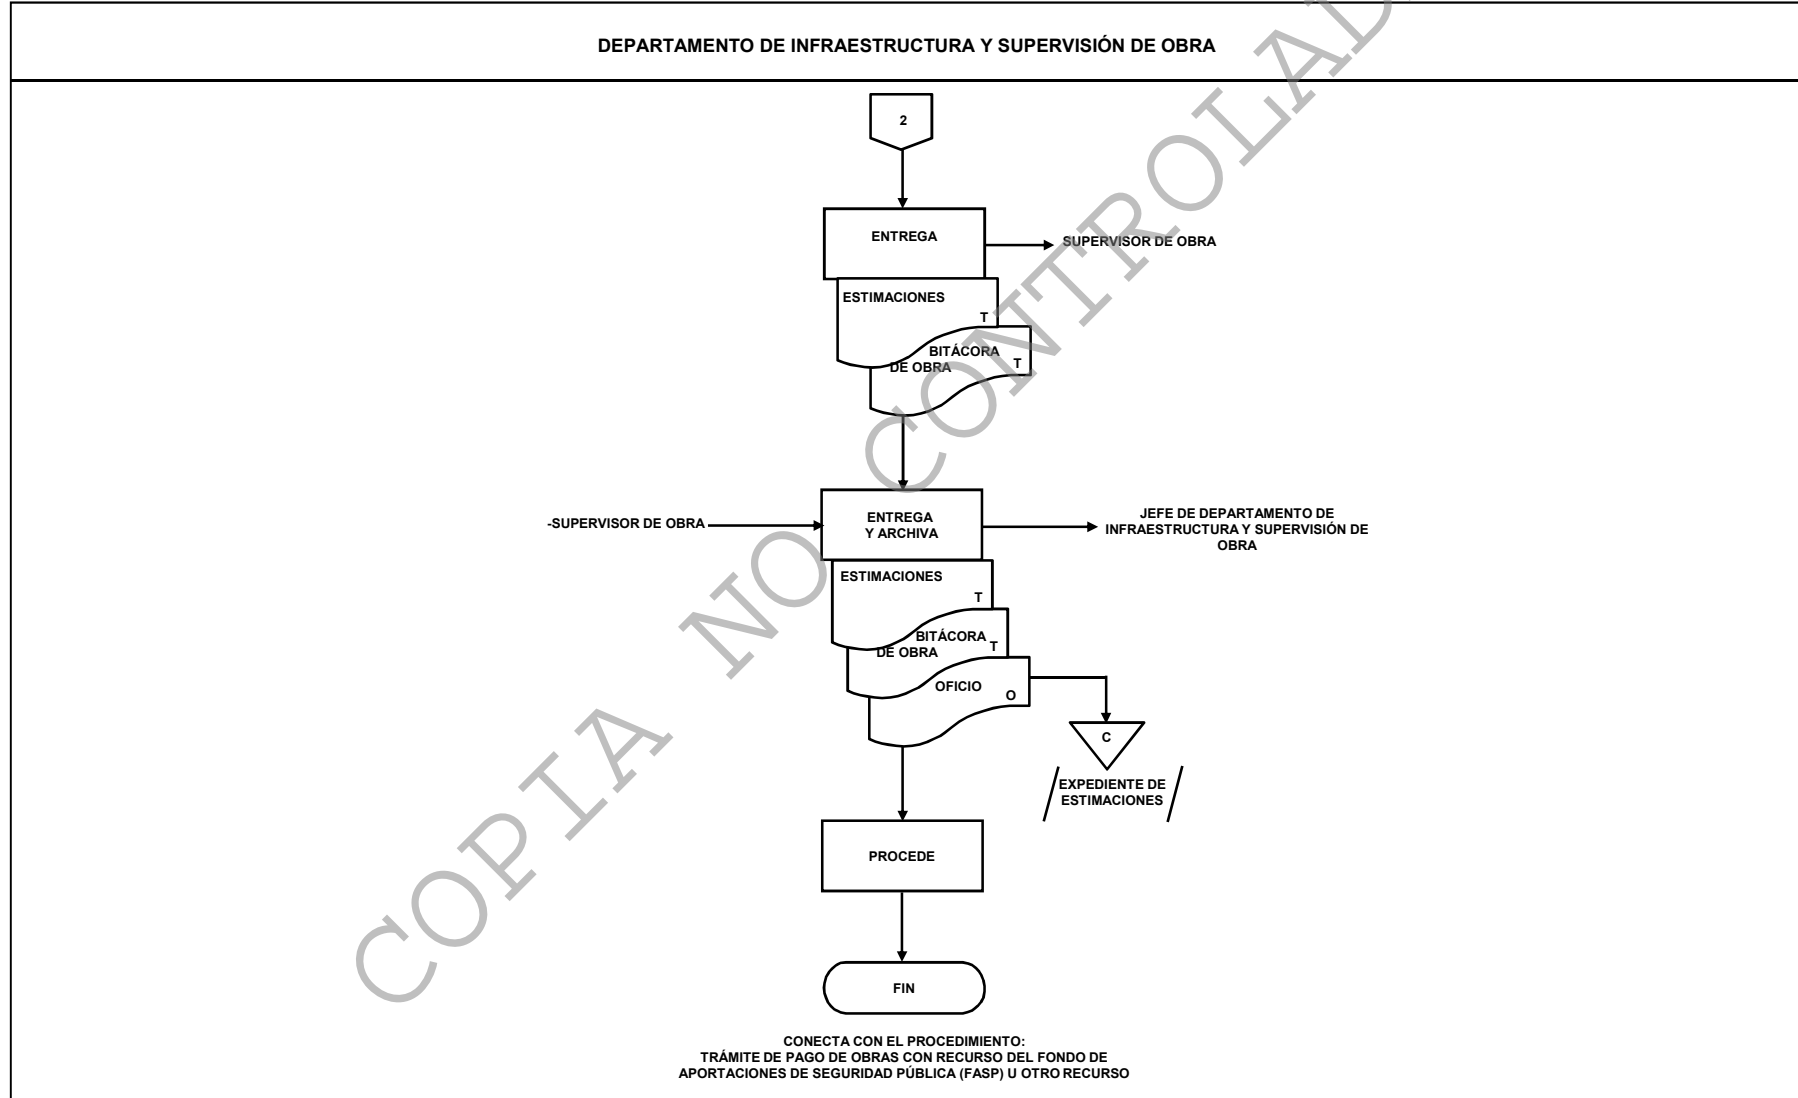 DEPARTAMENTO DE INFRAESTRUCTURA Y SUPERVISIÓN DE OBRA
2
ENTREGA
SUPERVISOR DE OBRA
ESTIMACIONES
T
BITÁCORA
DE OBRA
T
-SUPERVISOR DE OBRA
ENTREGA
Y ARCHIVA
JEFE DE DEPARTAMENTO DE
INFRAESTRUCTURA Y SUPERVISIÓN DE
OBRA
ESTIMACIONES
T
BITÁCORA
DE OBRA
T
OFICIO
O
C
EXPEDIENTE DE
ESTIMACIONES
PROCEDE
FIN
CONECTA CON EL PROCEDIMIENTO:
TRÁMITE DE PAGO DE OBRAS CON RECURSO DEL FONDO DE
APORTACIONES DE SEGURIDAD PÚBLICA (FASP) U OTRO RECURSO
COPIA NO CONTROLAD